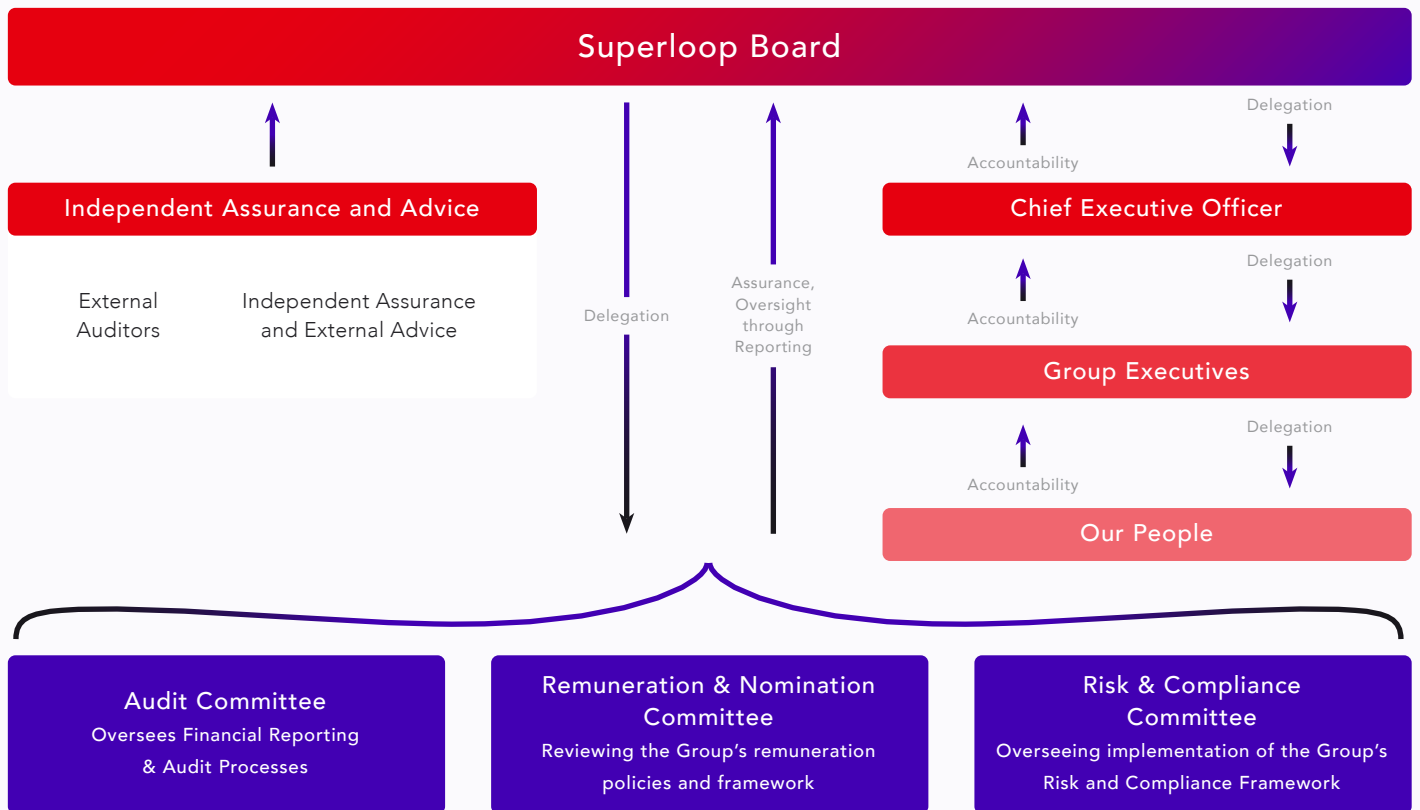 Superloop Board
Delegation
Accountability
Independent Assurance and Advice
Chief Executive Officer
External
Auditors
Independent Assurance
and External Advice
Delegation
Assurance,
Oversight
through
Reporting
Delegation
Accountability
Group Executives
Delegation
Accountability
Our People
Audit Committee
Oversees Financial Reporting
& Audit Processes
Remuneration & Nomination
Committee
Reviewing the Group’s remuneration
policies and framework
Risk & Compliance
Committee
Overseeing implementation of the Group’s
Risk and Compliance Framework